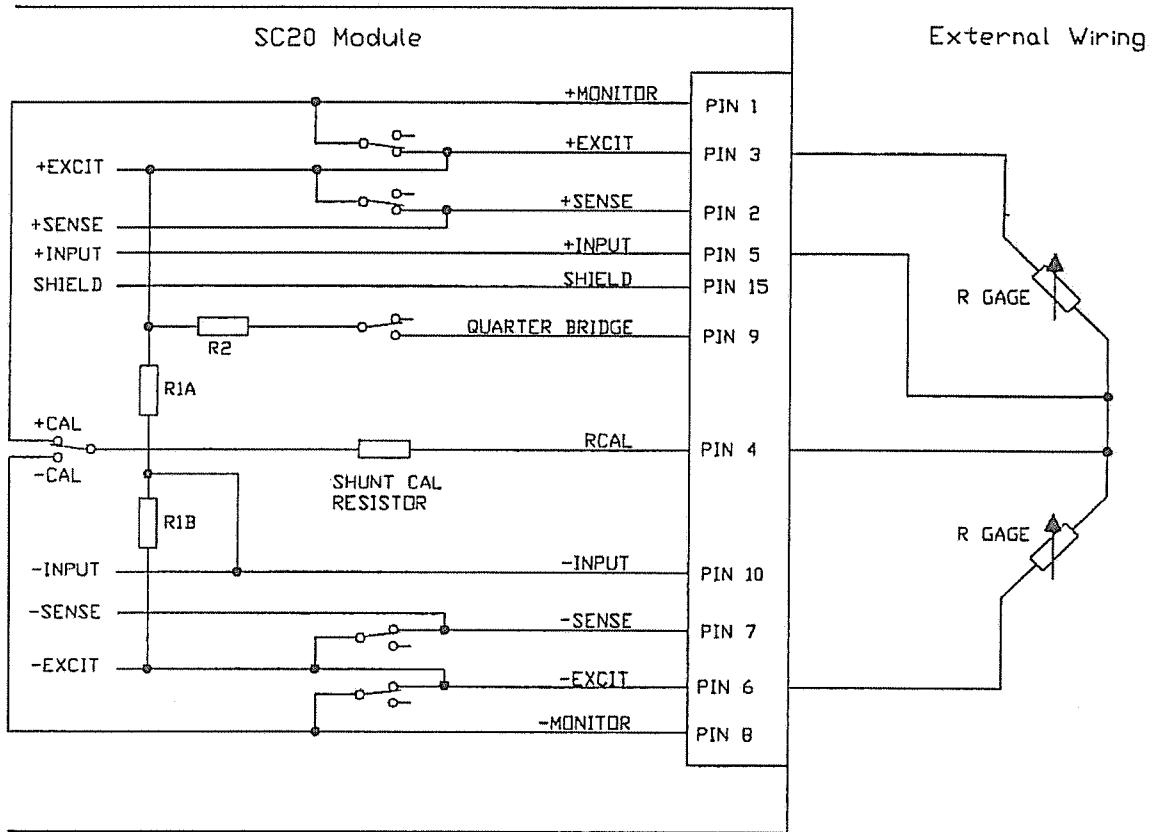 SC20 Module
External Wiring
+MONITOR
PIN 1
+EXCIT
PIN 3
+EXCIT
+SENSE
PIN 2
+SENSE
+INPUT
+INPUT
PIN 5
SHIELD
SHIELD
PIN 15
R GAGE
QUARTER BRIDGE
PIN 9
R2
R1A
+CAL
RCAL
PIN 4
-CAL
SHUNT CAL
RESISTOR
R1B
R GAGE
-INPUT
-INPUT
PIN 10
-SENSE
-SENSE
PIN 7
-EXCIT
-EXCIT
PIN 6
-MONITOR
PIN 8